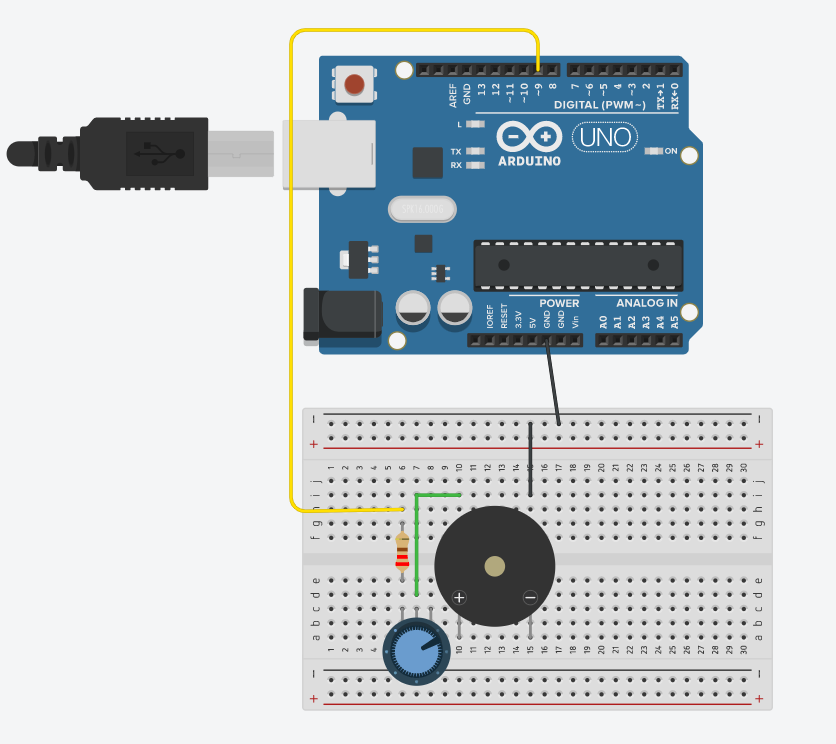 AREF
GND
13
12
~11
~10
~9
8
7
~6
~5
4
~3
2
TX→1
RX←0
DIGITAL (PWM~)
L
TX
RX
ARDUINO
UNO
ON
POWER
ANALOG IN
IOREF
RESET
3.3V
5V
GND
GND
Vin
A0
A1
A2
A3
A4
A5
− −
+ +
1 2 3 4 5 6 7 8 9 10 11 12 13 14 15 16 17 18 19 20 21 22 23 24 25 26 27 28 29 30
j j
i i
h h
g g
f f
e e
d d
c c
b b
a a
+ −
1 2 3 4 10 11 12 13 14 15 16 17 18 19 20 21 22 23 24 25 26 27 28 29 30
− −
+ +